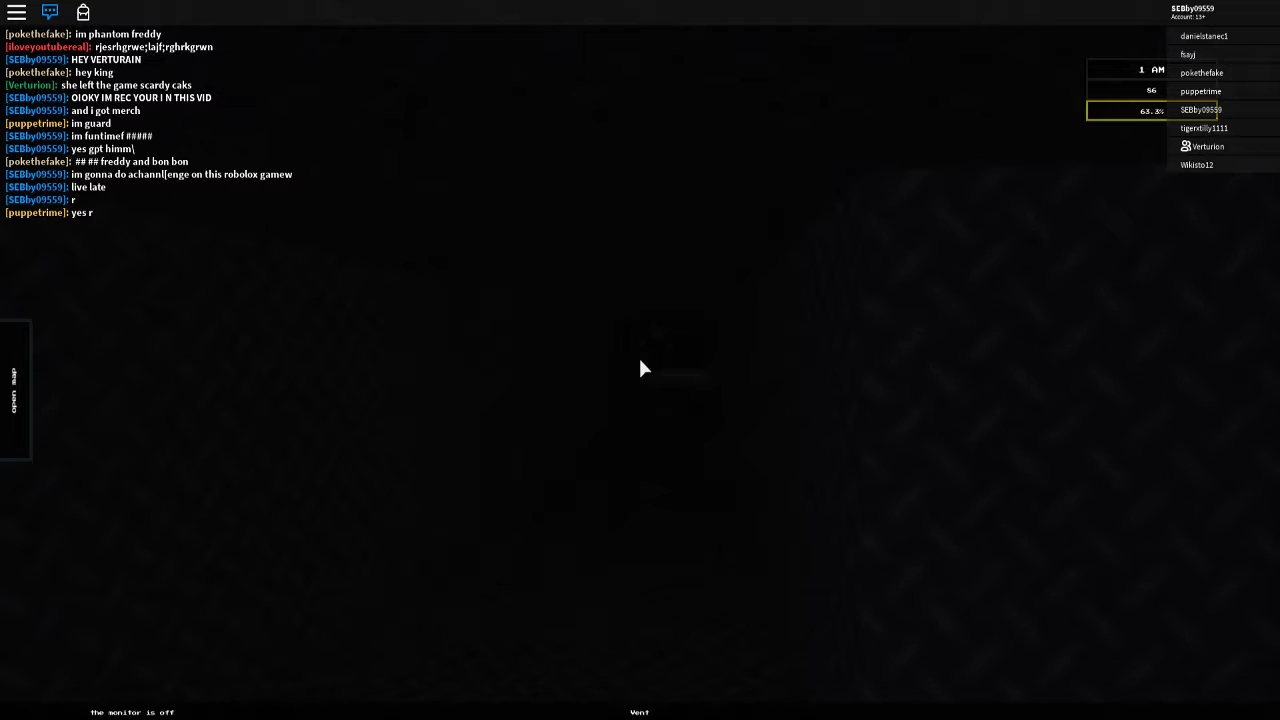 SEBby09559
Account: 13+
[pokethefake]: im phantom freddy
[iloveyoutubereal]: rjesrhgrwe;lajf;rghrkgrwn
[SEBby09559]: HEY VERTURAIN
[pokethefake]: hey king
[Verturion]: she left the game scardy caks
[SEBby09559]: OIOKY IM REC YOUR I N THIS VID
[SEBby09559]: and i got merch
[puppetrime]: im guard
[SEBby09559]: im funtimef #####
[SEBby09559]: yes gpt himm\
[pokethefake]: ## ## freddy and bon bon
[SEBby09559]: im gonna do achannl[enge on this robolox gamew
[SEBby09559]: live late
[SEBby09559]: r
[puppetrime]: yes r
1 AM
86
63.3%
danielstanec1
fsayj
pokethefake
puppetrime
SEBby09559
tigerxtilly1111
Verturion
Wikisto12
open map
the monitor is off
Vent